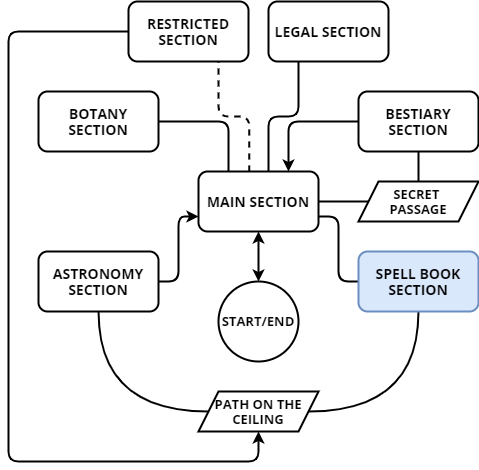 RESTRICTED
SECTION
LEGAL SECTION
BOTANY
SECTION
BESTIARY
SECTION
MAIN SECTION
SECRET
PASSAGE
ASTRONOMY
SECTION
SPELL BOOK
SECTION
START/END
PATH ON THE
CEILING